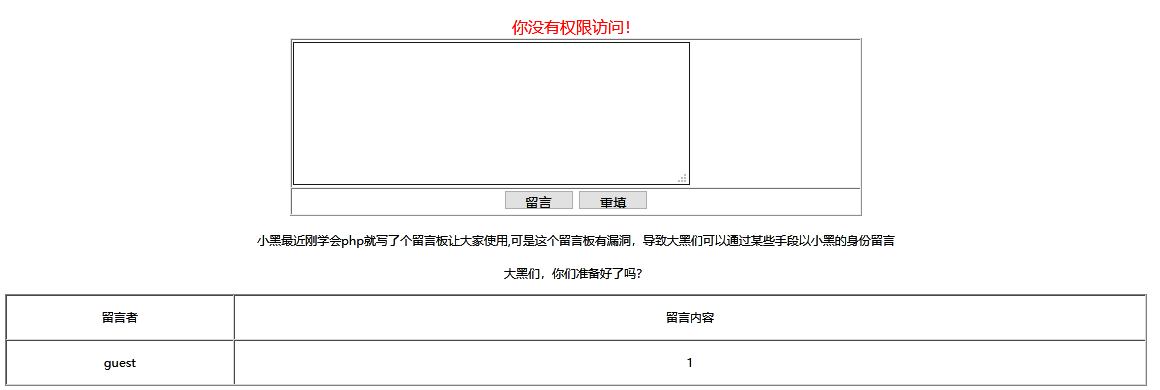 你没有权限访问！
留言 重填
小黑最近刚学会php就写了个留言板让大家使用,可是这个留言板有漏洞，导致大黑们可以通过某些手段以小黑的身份留言
大黑们，你们准备好了吗?
留言者 留言内容
guest 1